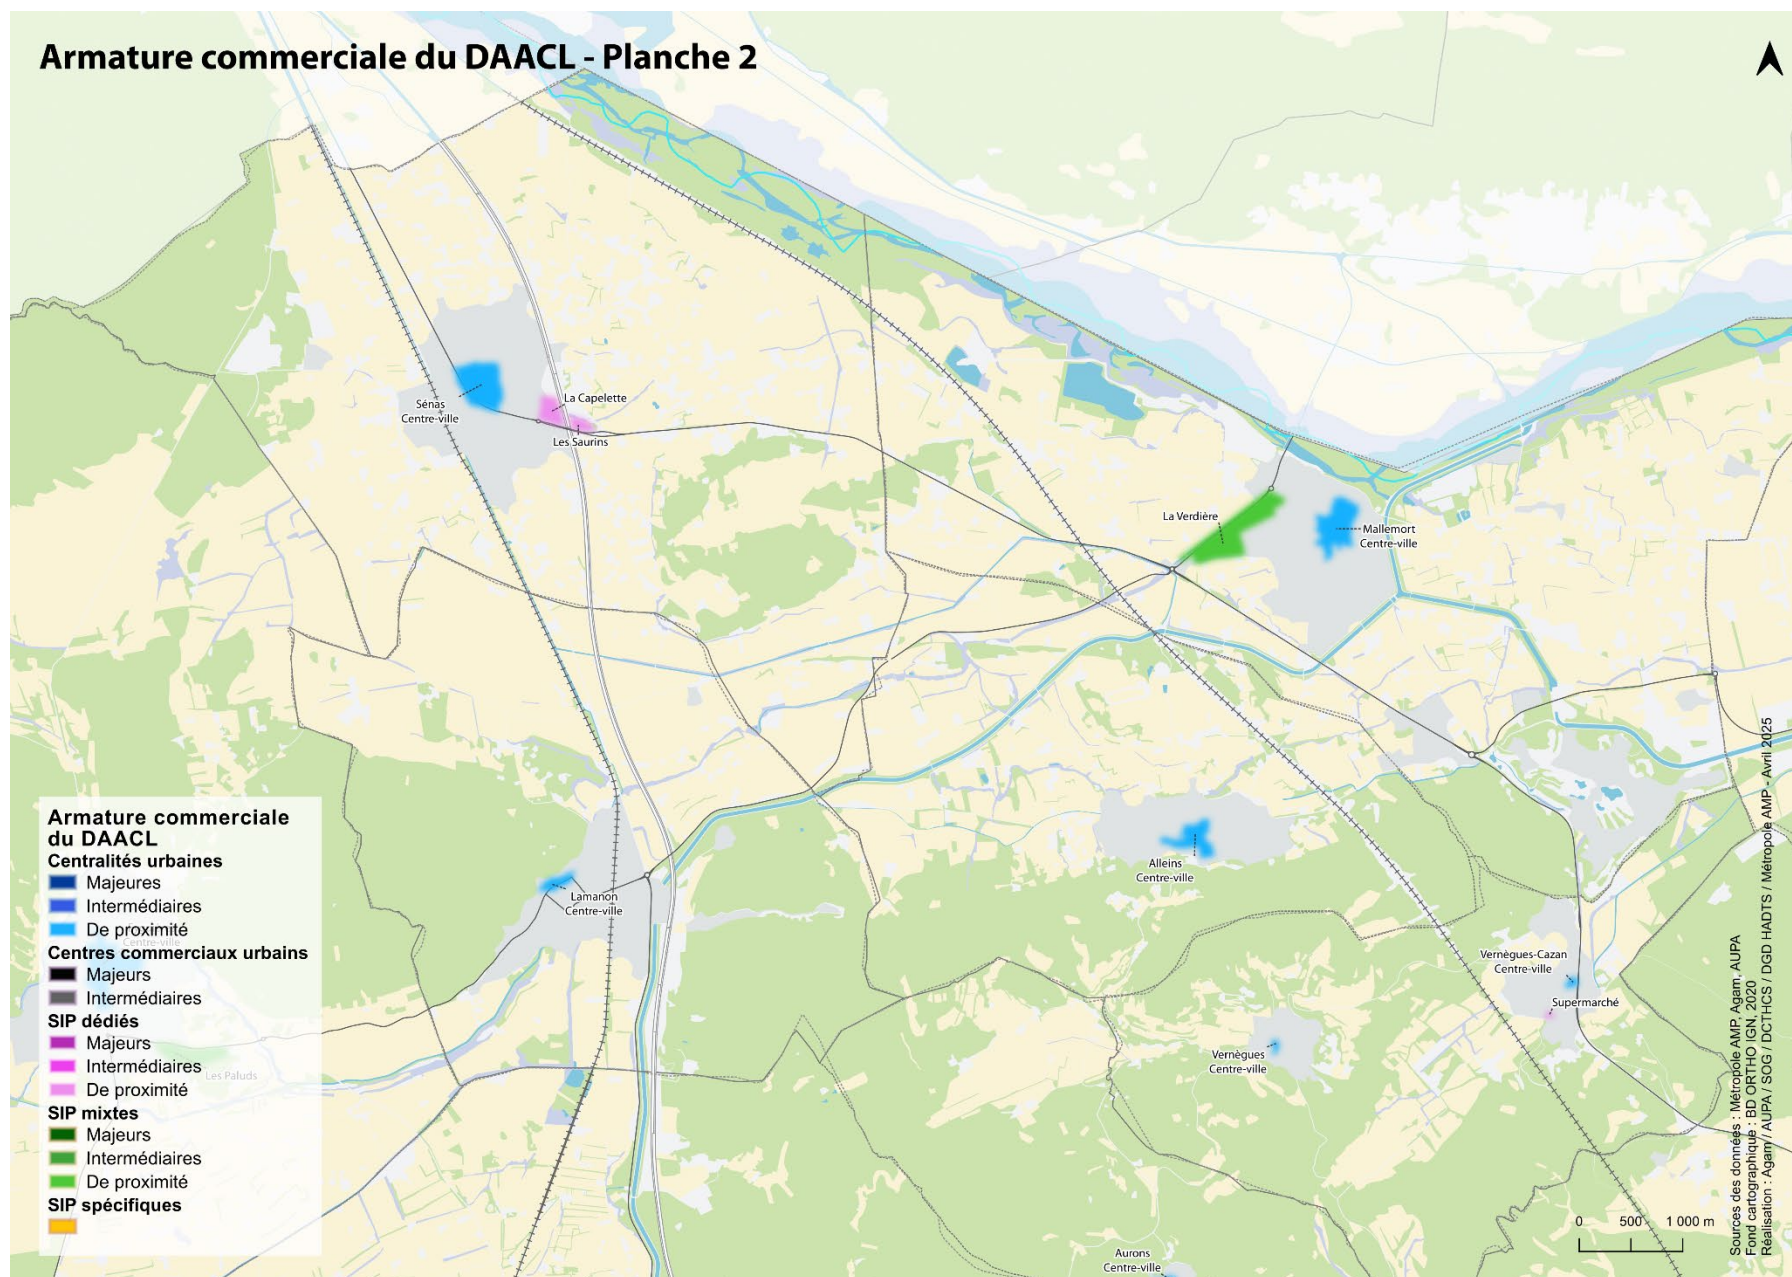 Armature commerciale du DAACL - Planche 2
La Capelette
Sénas
Centre-ville
Les Saurins
La Verdière
Mallemort
Centre-ville
Alleins
Centre-ville
Lamanon
Centre-ville
Vernègues-Cazan
Centre-ville
Supermarché
Vernègues
Centre-ville
Aurons
Centre-ville
Centre-ville
Les Paluds
Armature commerciale
du DAACL
Centralités urbaines
Majeures
Intermédiaires
De proximité
Centres commerciaux urbains
Majeurs
Intermédiaires
SIP dédiés
Majeurs
Intermédiaires
De proximité
SIP mixtes
Majeurs
Intermédiaires
De proximité
SIP spécifiques
0 500 1 000 m
Sources des données : Métropole AMP, Agam, AUPA
Fond cartographique : BD ORTHO IGN, 2020
Réalisation : Agam / AUPA / SOG / DCTHCS / DGD HADTS / Métropole AMP - Avril 2025